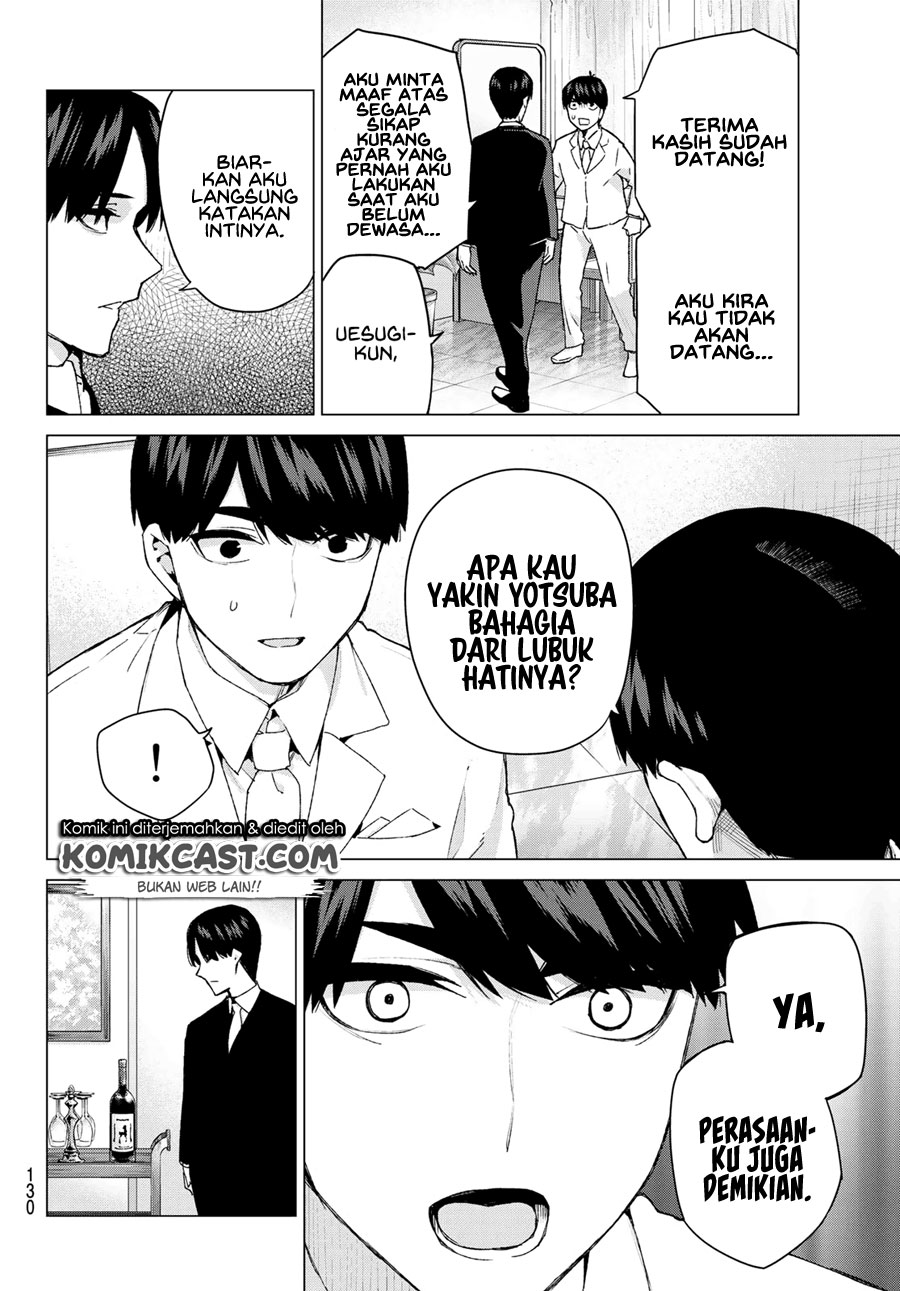 TERIMA
KASIH SUDAH
DATANG!
AKU KIRA
KAU TIDAK
AKAN
DATANG...
AKU MINTA
MAAF ATAS
SEGALA
SIKAP
KURANG
AJAR YANG
PERNAH AKU
LAKUKAN
SAAT AKU
BELUM
DEWASA...
UESUGI-
KUN,
BIAR-
KAN AKU
LANGSUNG
KATAKAN
INTINYA.
APA KAU
YAKIN YOTSUBA
BAHAGIA
DARI LUBUK
HATINYA?
!
Komik ini diterjemahkan & diedit oleh
KOMIKCAST.COM
BUKAN WEB LAIN!!
YA,
PERASAAN-
KU JUGA
DEMIKIAN.
130